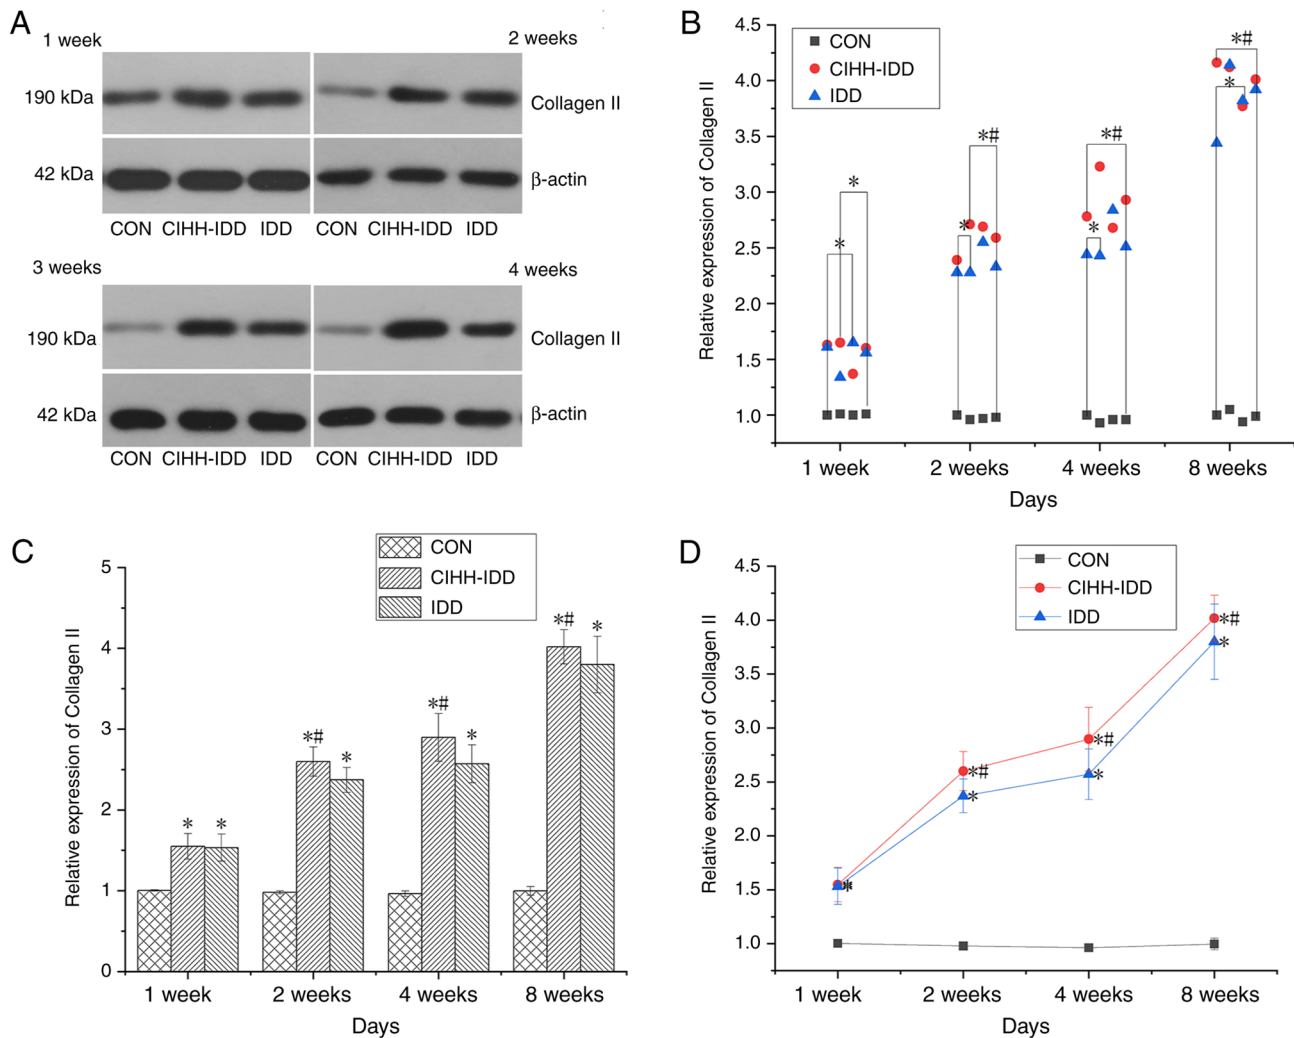 A
1 week
2 weeks
190 kDa
Collagen II
42 kDa
β-actin
CON CIHH-IDD IDD CON CIHH-IDD IDD
3 weeks
4 weeks
190 kDa
Collagen II
42 kDa
β-actin
CON CIHH-IDD IDD CON CIHH-IDD IDD
B
CON
CIHH-IDD
IDD
Relative expression of Collagen II
4.5
4.0
3.5
3.0
2.5
2.0
1.5
1.0
*
*
*
*#
*
*#
*#
*
1 week 2 weeks 4 weeks 8 weeks
Days
C
CON
CIHH-IDD
IDD
Relative expression of Collagen II
5
4
3
2
1
0
* *
*# *
*# *
*# *
1 week 2 weeks 4 weeks 8 weeks
Days
D
CON
CIHH-IDD
IDD
Relative expression of Collagen II
4.5
4.0
3.5
3.0
2.5
2.0
1.5
1.0
*
*
*#
*
*#
*
*#
*
1 week 2 weeks 4 weeks 8 weeks
Days